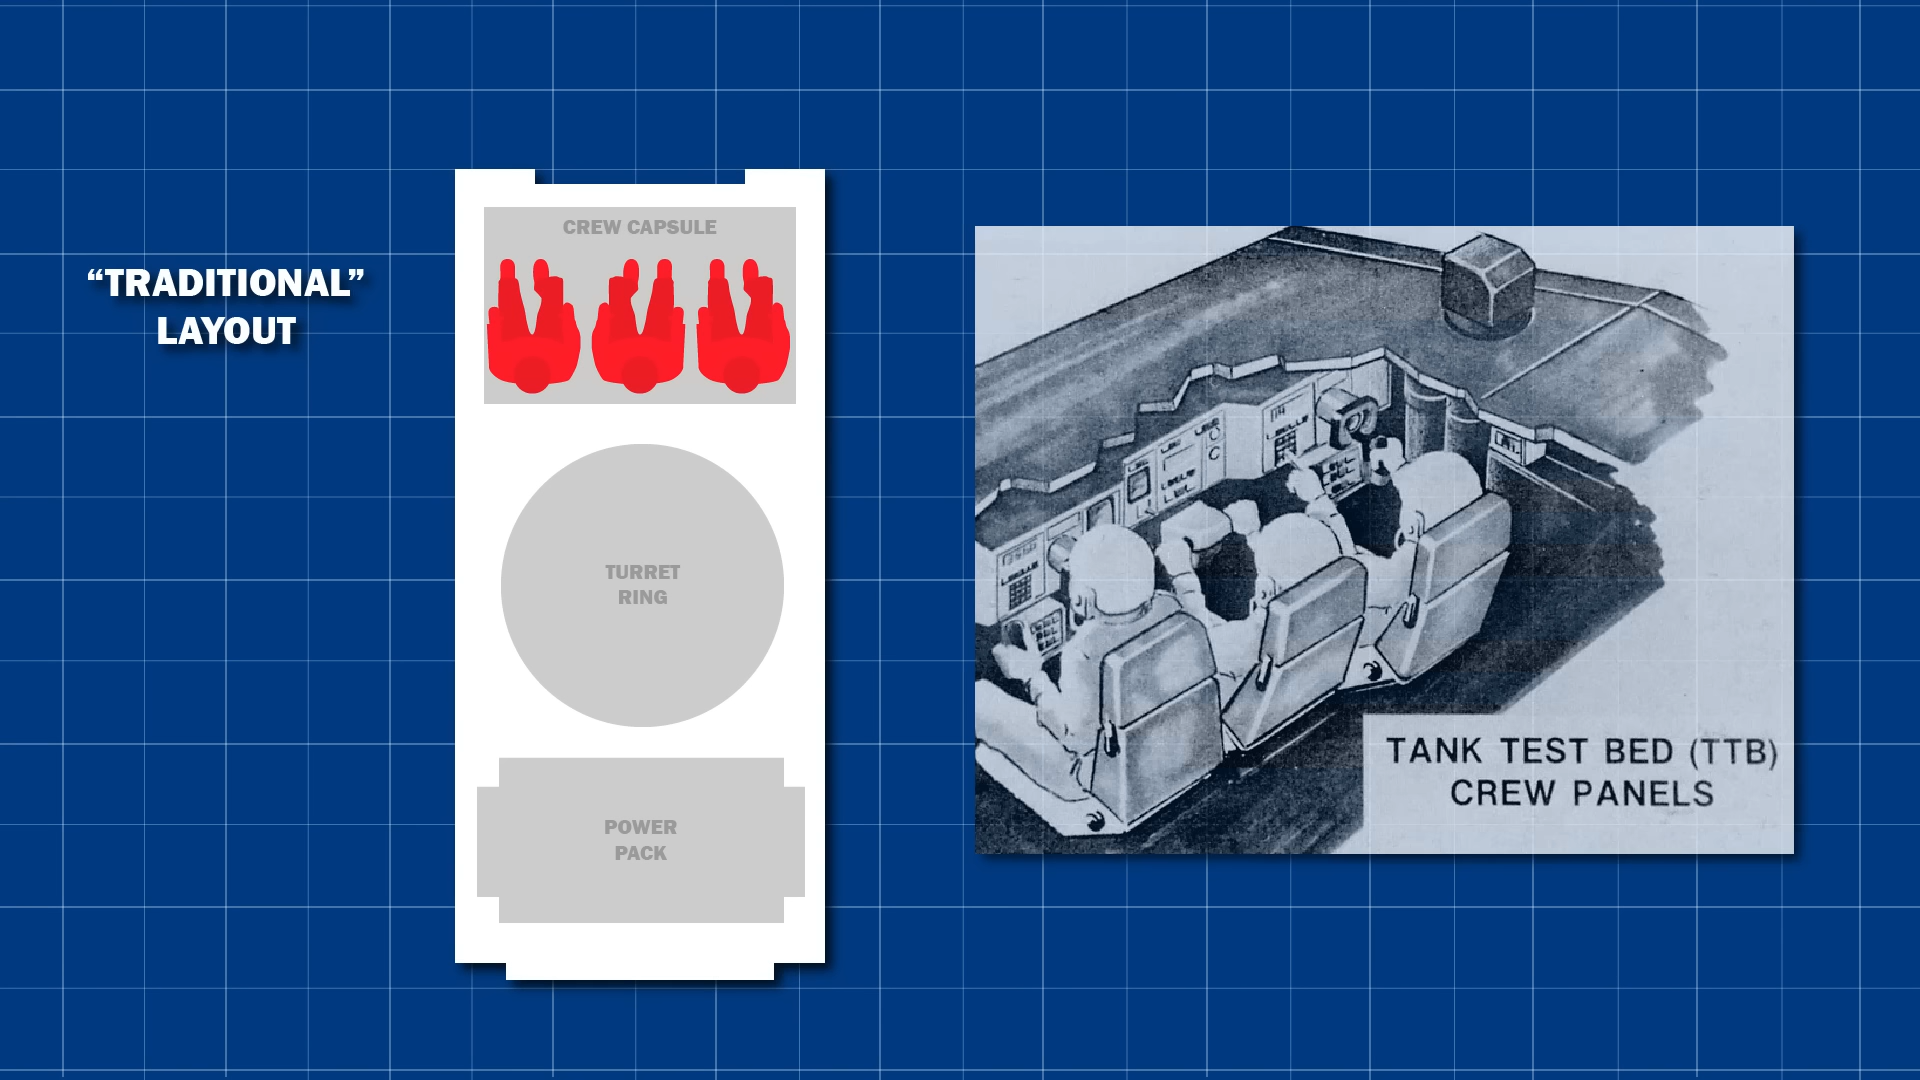 “TRADITIONAL”
LAYOUT
CREW CAPSULE
TURRET
RING
POWER
PACK
TANK TEST BED (TTB)
CREW PANELS